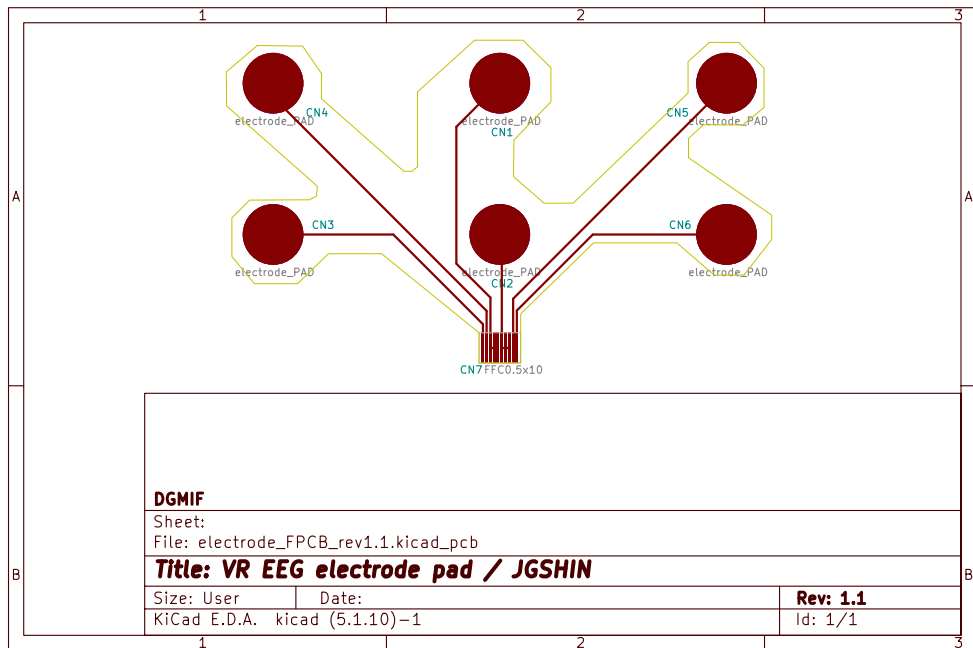 1 2 3
CN4 CN5
electrode_PAD electrode_PAD electrode_PAD
CN1
A A
CN3 CN6
electrode_PAD electrode_PAD electrode_PAD
CN2
CN7 FFC0.5x10
DGMIF
Sheet:
File: electrode_FPCB_rev1.1.kicad_pcb
B B
Title: VR EEG electrode pad / JGSHIN
Size: User Date: Rev: 1.1
KiCad E.D.A. kicad (5.1.10)-1 Id: 1/1
1 2 3